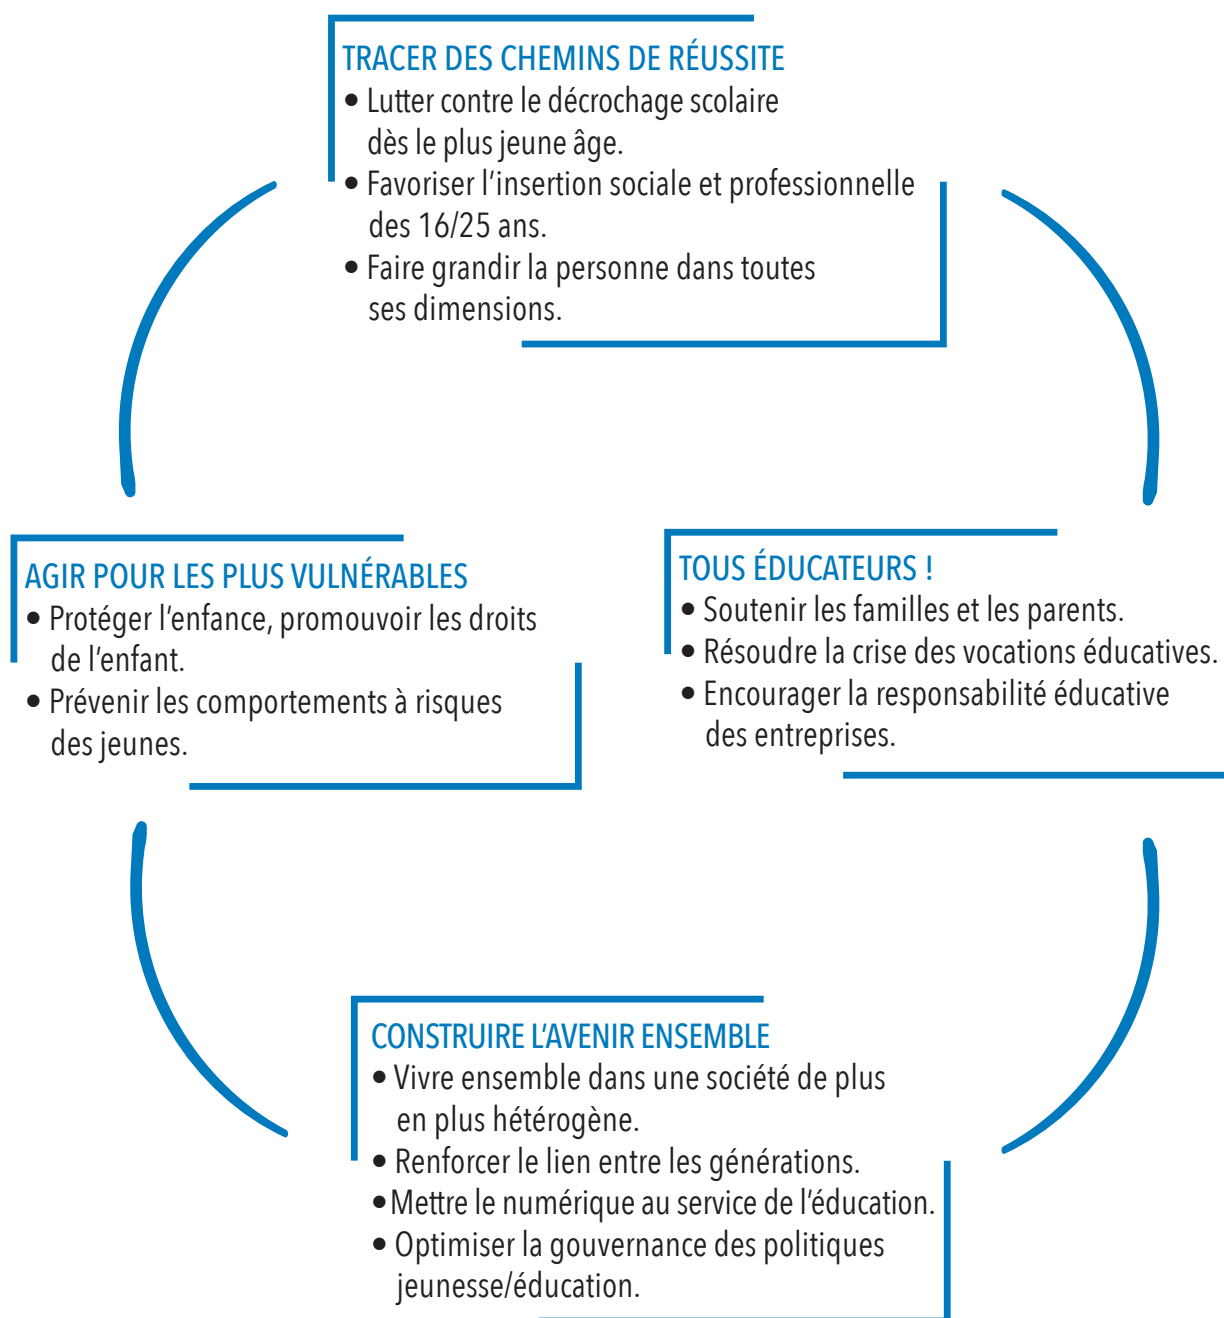 TRACER DES CHEMINS DE RÉUSSITE
• Lutter contre le décrochage scolaire
dès le plus jeune âge.
• Favoriser l'insertion sociale et professionnelle
des 16/25 ans.
• Faire grandir la personne dans toutes
ses dimensions.
AGIR POUR LES PLUS VULNÉRABLES
• Protéger l'enfance, promouvoir les droits
de l'enfant.
• Prévenir les comportements à risques
des jeunes.
TOUS ÉDUCATEURS !
• Soutenir les familles et les parents.
• Résoudre la crise des vocations éducatives.
• Encourager la responsabilité éducative
des entreprises.
CONSTRUIRE L'AVENIR ENSEMBLE
• Vivre ensemble dans une société de plus
en plus hétérogène.
• Renforcer le lien entre les générations.
• Mettre le numérique au service de l'éducation.
• Optimiser la gouvernance des politiques
jeunesse/éducation.